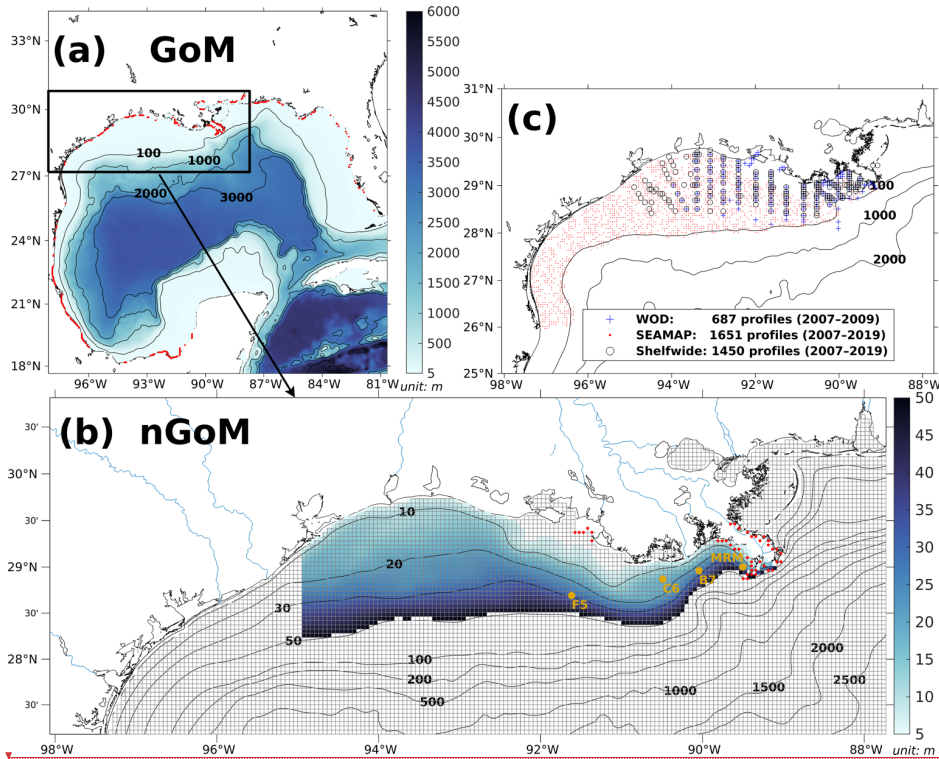 (a) GoM
33°N
30°N
27°N
24°N
21°N
18°N
96°W
93°W
90°W
87°W
84°W
81°W
100
1000
2000
3000
6000
5500
5000
4500
4000
3500
3000
2500
2000
1500
1000
500
5
unit: m
(c)
31°N
30°N
29°N
28°N
27°N
26°N
25°N
98°W
96°W
94°W
92°W
90°W
88°W
100
1000
2000
WOD: 687 profiles (2007–2009)
SEAMAP: 1651 profiles (2007–2019)
Shelfwide: 1450 profiles (2007–2019)
(b) nGoM
30'
30°N
30'
29°N
30'
28°N
30'
98°W
96°W
94°W
92°W
90°W
88°W
10
20
30
50
100
200
500
1000
1500
2000
2500
F5
C6
B7
MRM
50
45
40
35
30
25
20
15
10
5
unit: m